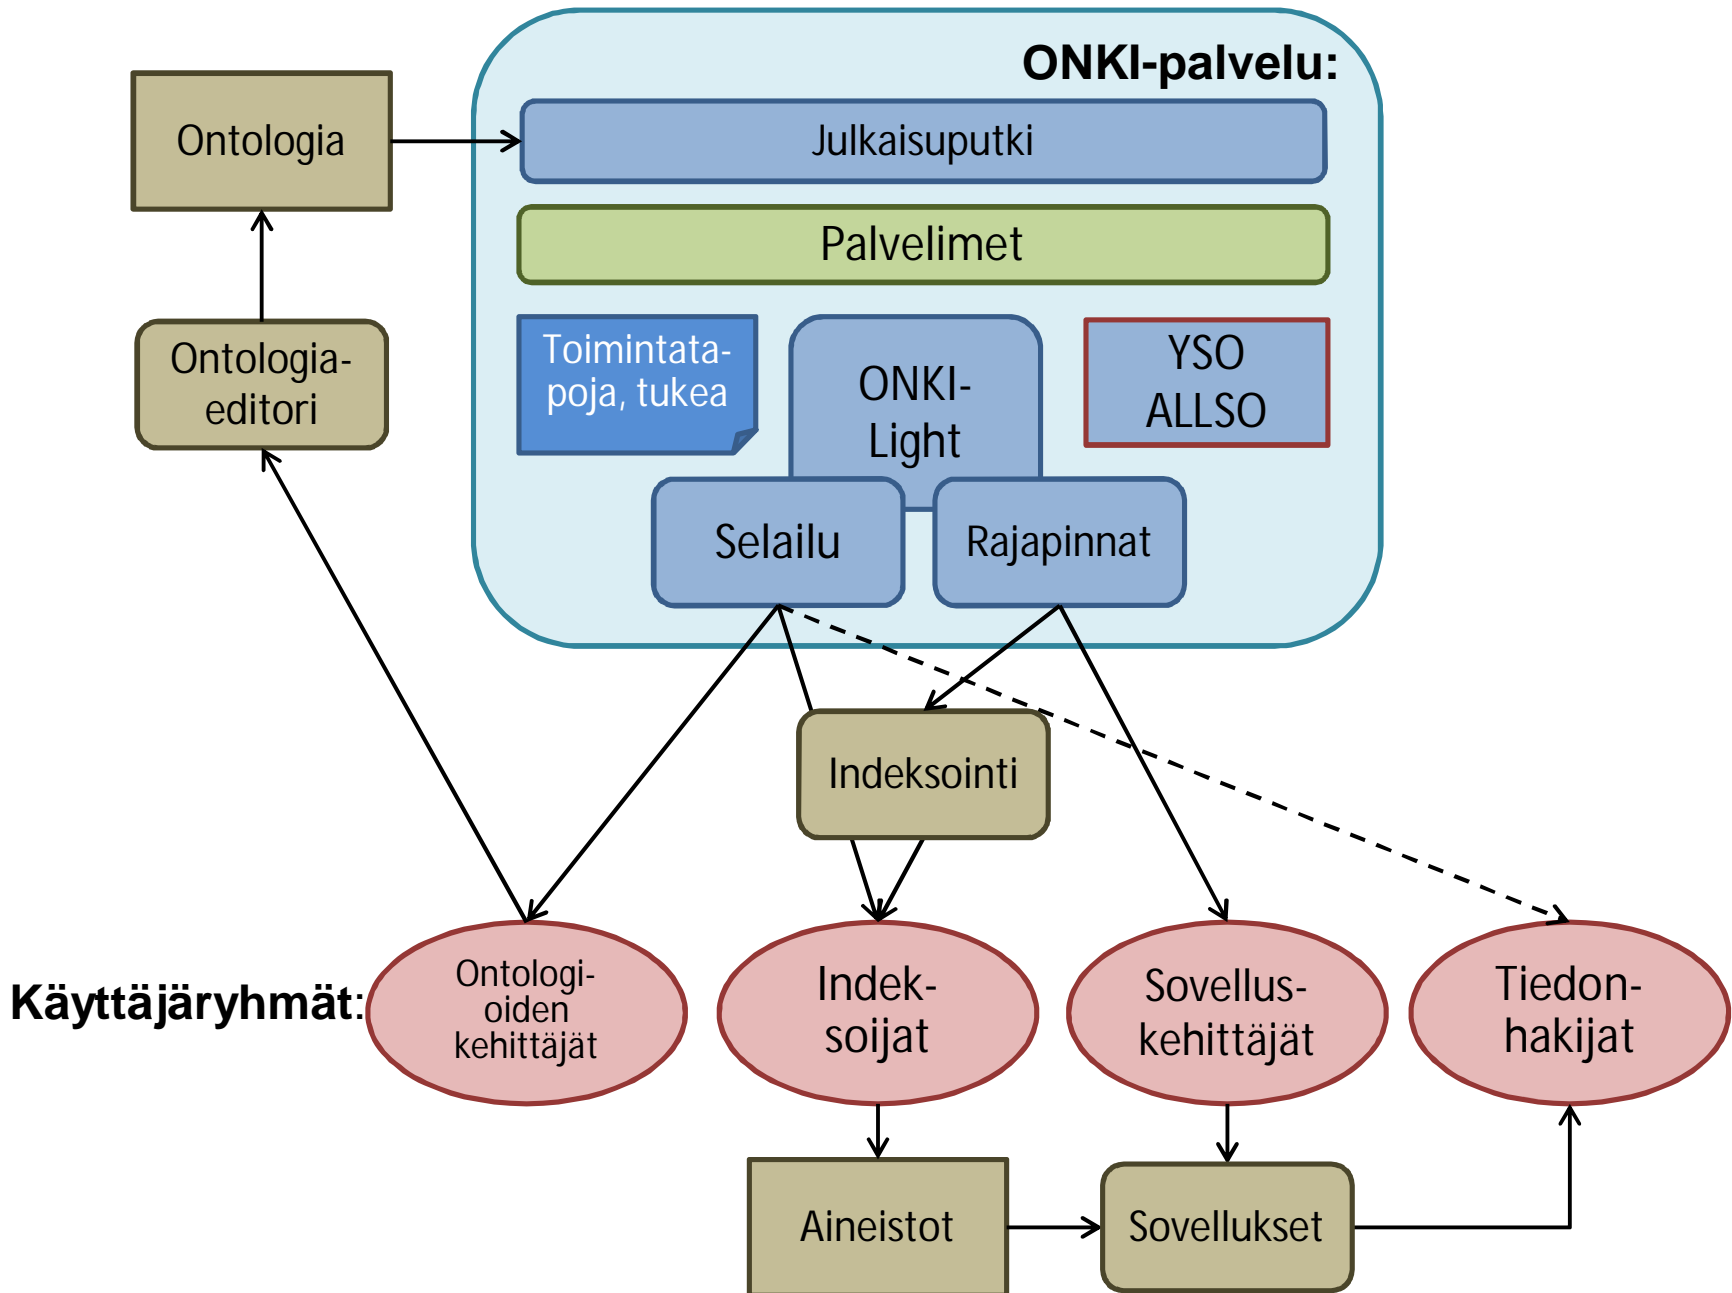 ONKI-palvelu:
Ontologia
Julkaisuputki
Palvelimet
Ontologia-
editori
Toimintata-
poja, tukea
ONKI-
Light
YSO
ALLSO
Selailu
Rajapinnat
Indeksointi
Käyttäjäryhmät:
Ontologi-
oiden
kehittäjät
Indek-
soijat
Sovellus-
kehittäjät
Tiedon-
hakijat
Aineistot
Sovellukset